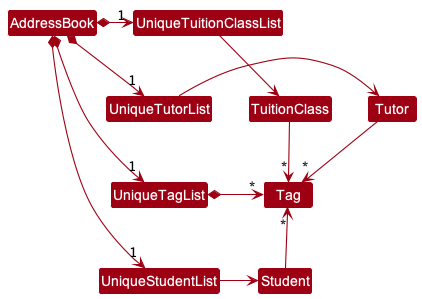 AddressBook
1
UniqueTuitionClassList
1
UniqueTutorList
TuitionClass
Tutor
1
*
*
UniqueTagList
*
Tag
*
1
UniqueStudentList
Student